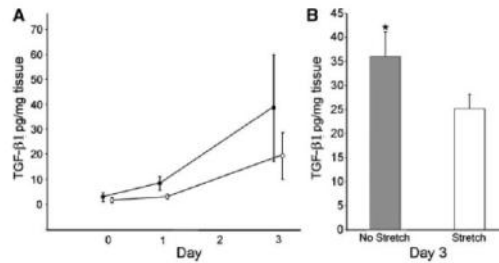 A
TGF-β1 pg/mg tissue
70
60
50
40
30
20
10
0
0 1 2 3
Day
B
TGF-β1 pg/mg tissue
45
40
35
30
25
20
15
10
5
0
*
No Stretch Stretch
Day 3